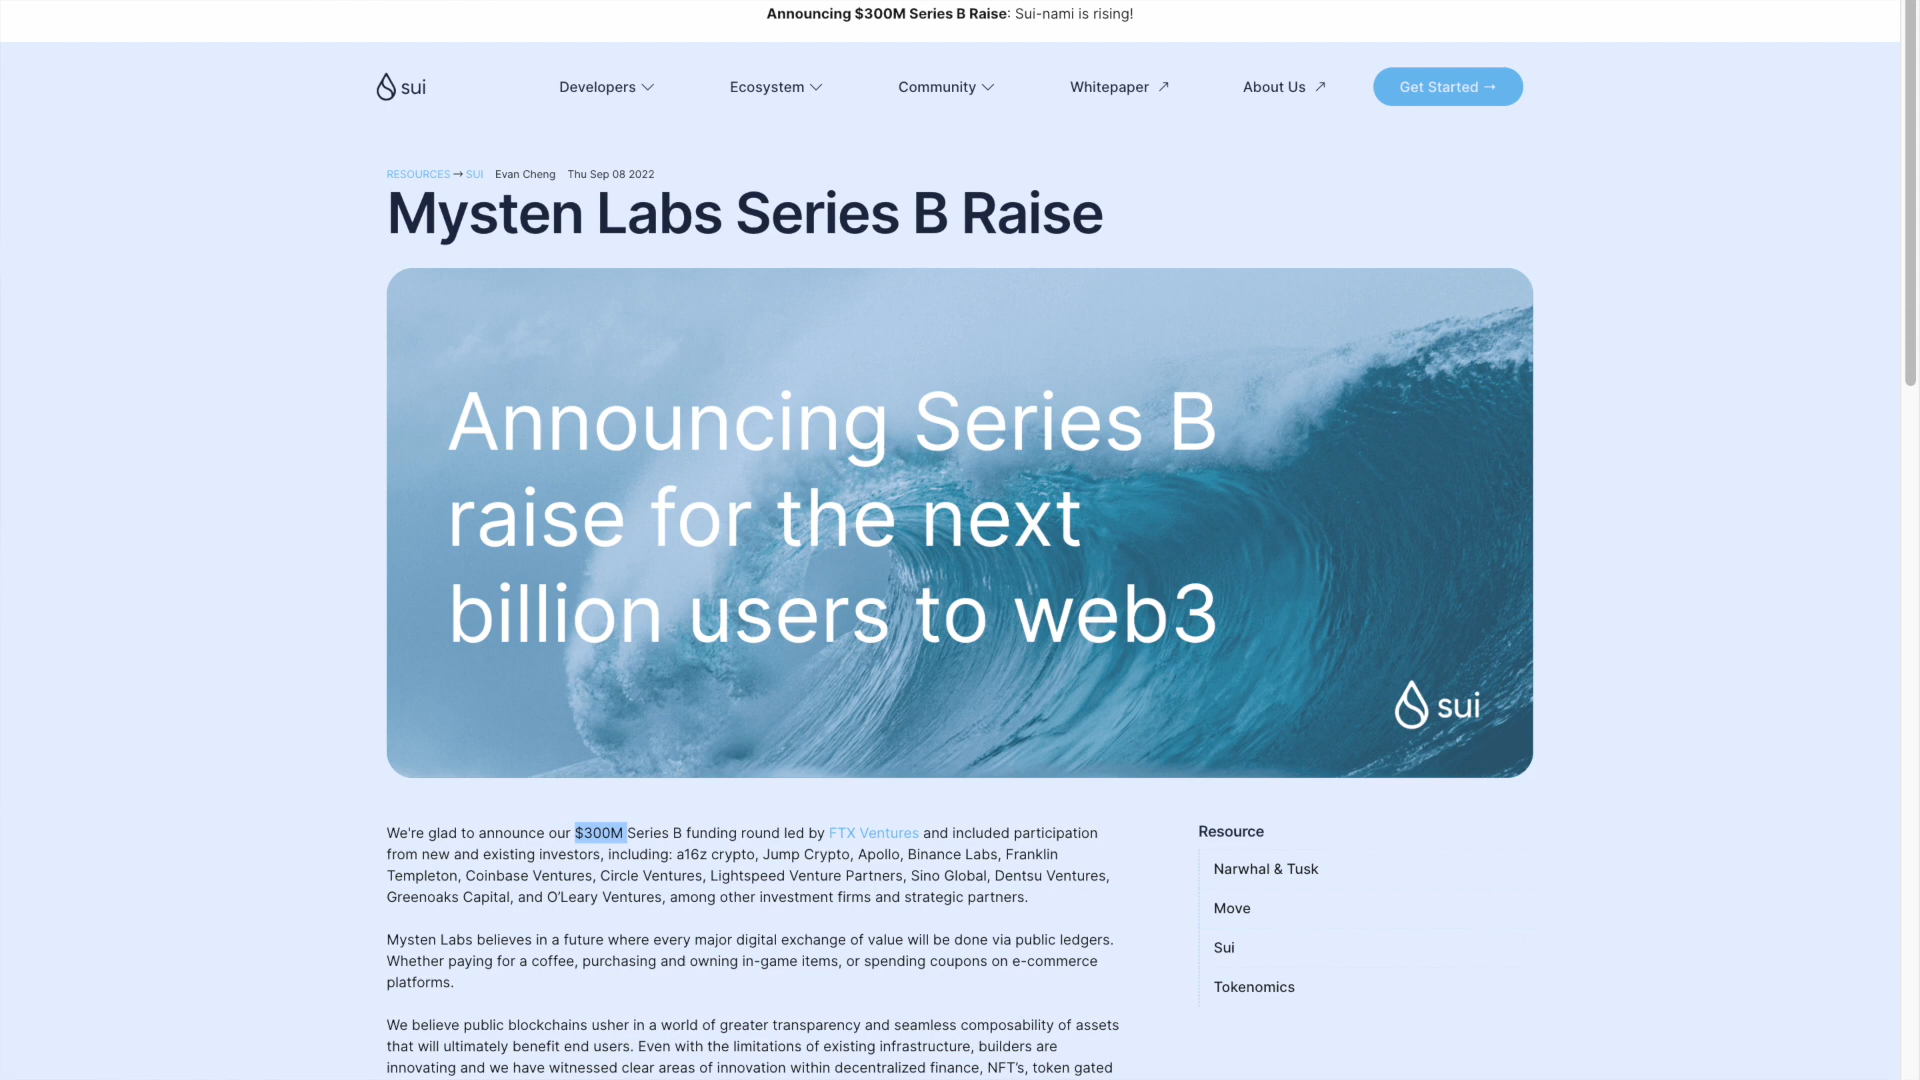 Announcing $300M Series B Raise: Sui-nami is rising!
sui
Developers
Ecosystem
Community
Whitepaper ↗
About Us ↗
Get Started →
RESOURCES → SUI Evan Cheng Thu Sep 08 2022
Mysten Labs Series B Raise
Announcing Series B
raise for the next
billion users to web3
sui
We're glad to announce our $300M Series B funding round led by FTX Ventures and included participation
from new and existing investors, including: a16z crypto, Jump Crypto, Apollo, Binance Labs, Franklin
Templeton, Coinbase Ventures, Circle Ventures, Lightspeed Venture Partners, Sino Global, Dentsu Ventures,
Greenoaks Capital, and O’Leary Ventures, among other investment firms and strategic partners.
Mysten Labs believes in a future where every major digital exchange of value will be done via public ledgers.
Whether paying for a coffee, purchasing and owning in-game items, or spending coupons on e-commerce
platforms.
We believe public blockchains usher in a world of greater transparency and seamless composability of assets
that will ultimately benefit end users. Even with the limitations of existing infrastructure, builders are
innovating and we have witnessed clear areas of innovation within decentralized finance, NFT’s, token gated
Resource
Narwhal & Tusk
Move
Sui
Tokenomics